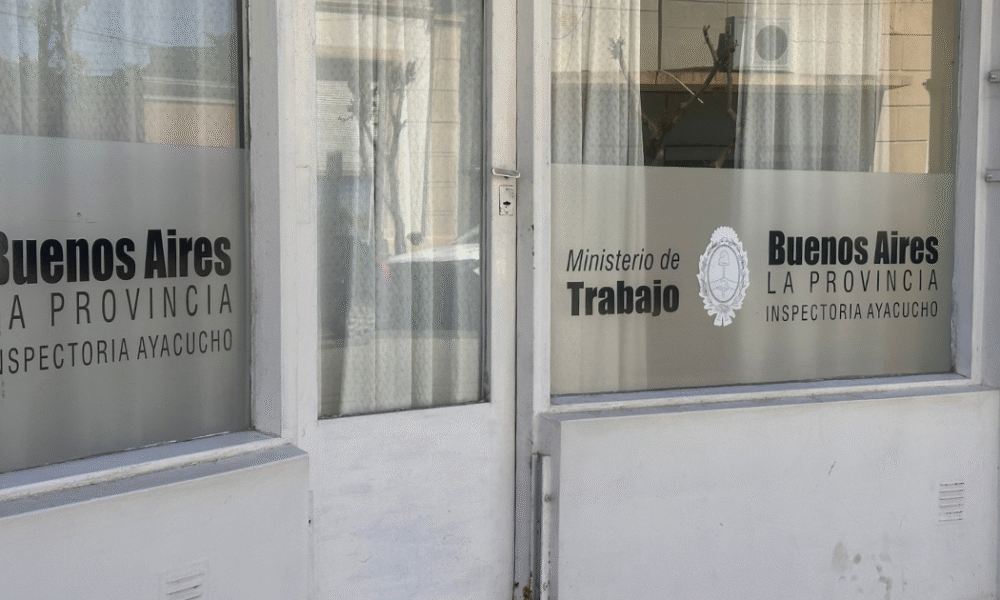 Buenos Aires
LA PROVINCIA
INSPECTORIA AYACUCHO
Ministerio de
Trabajo
Buenos Aires
LA PROVINCIA
INSPECTORIA AYACUCHO